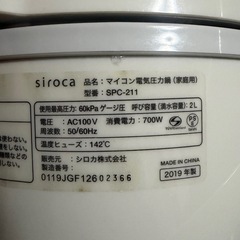 siroca
品名：マイコン電気圧力鍋（家庭用）
型番：SPC-211
使用最高圧力：60kPaゲージ圧 呼び容量（満水容量）：2L
電圧：AC100V 消費電力：700W
周波数：50/60Hz
温度ヒューズ：142℃
販売元：シロカ株式会社
製造番号：
0119JGF12602366
MADE IN CHINA
2019 年製